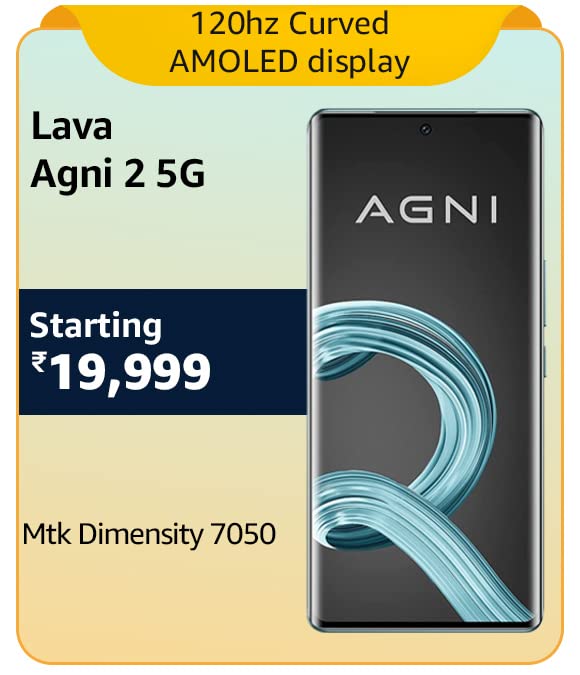 120hz Curved
AMOLED display
Lava
Agni 2 5G
AGNI
Starting
₹19,999
Mtk Dimensity 7050